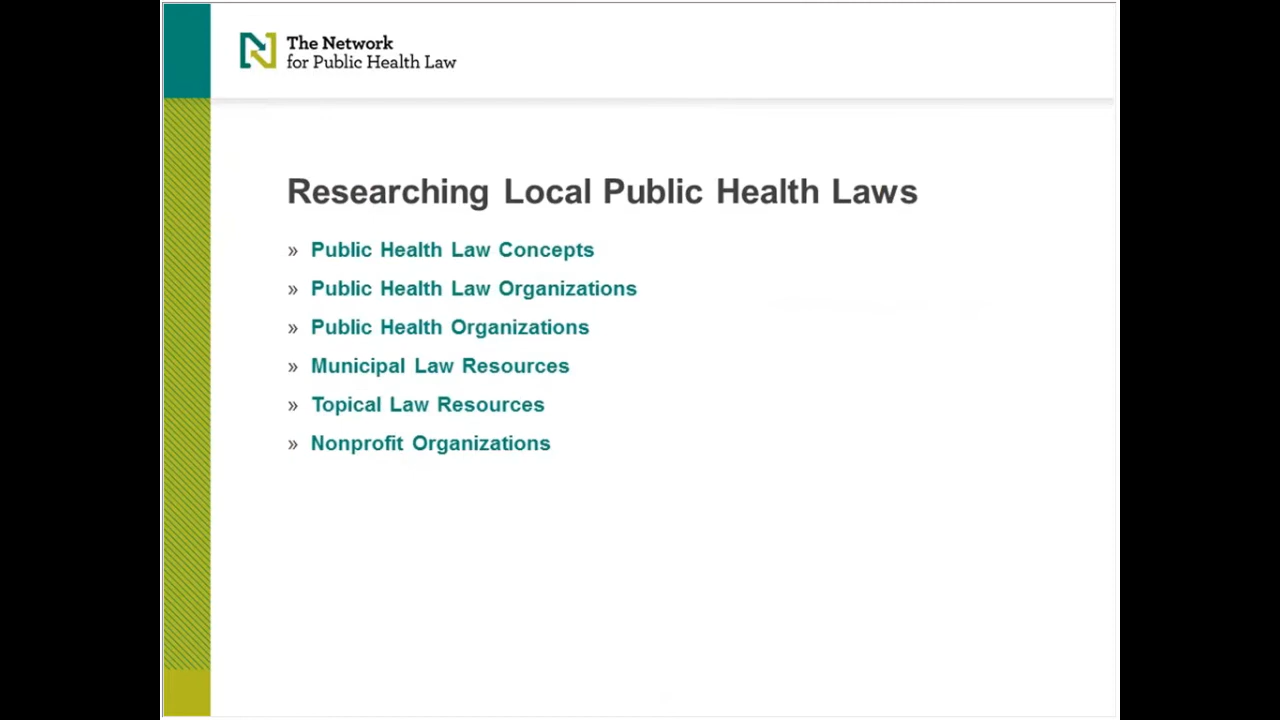 The Network
for Public Health Law
Researching Local Public Health Laws
» Public Health Law Concepts
» Public Health Law Organizations
» Public Health Organizations
» Municipal Law Resources
» Topical Law Resources
» Nonprofit Organizations